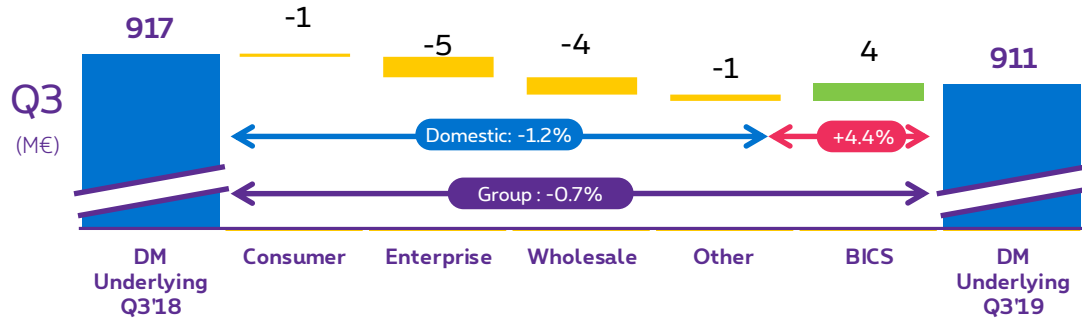 917
-1
-5
-4
-1
4
911
Q3
(M€)
Domestic: -1.2%
+4.4%
Group : -0.7%
DM
Underlying
Q3'18
Consumer
Enterprise
Wholesale
Other
BICS
DM
Underlying
Q3'19